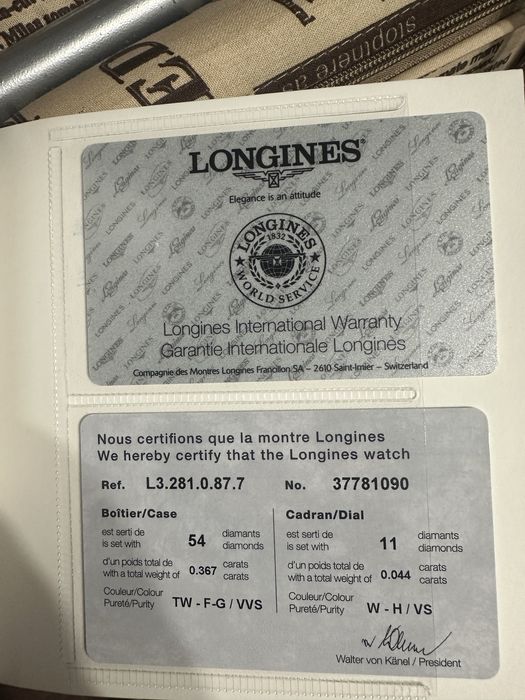 stopinere as
LONGINES®
Elegance is an attitude
LONGINES
1832
WORLD SERVICE
Longines International Warranty
Garantie Internationale Longines
Compagnie des Montres Longines Francillon SA – 2610 Saint-Imier – Switzerland
Nous certifions que la montre Longines
We hereby certify that the Longines watch
Ref. L3.281.0.87.7 No. 37781090
Boîtier/Case
est serti de
is set with 54 diamants
diamonds
d'un poids total de
with a total weight of 0.367 carats
carats
Couleur/Colour
Pureté/Purity TW - F-G / VVS
Cadran/Dial
est serti de
is set with 11 diamants
diamonds
d'un poids total de
with a total weight of 0.044 carats
carats
Couleur/Colour
Pureté/Purity W - H / VS
Walter von Känel / President